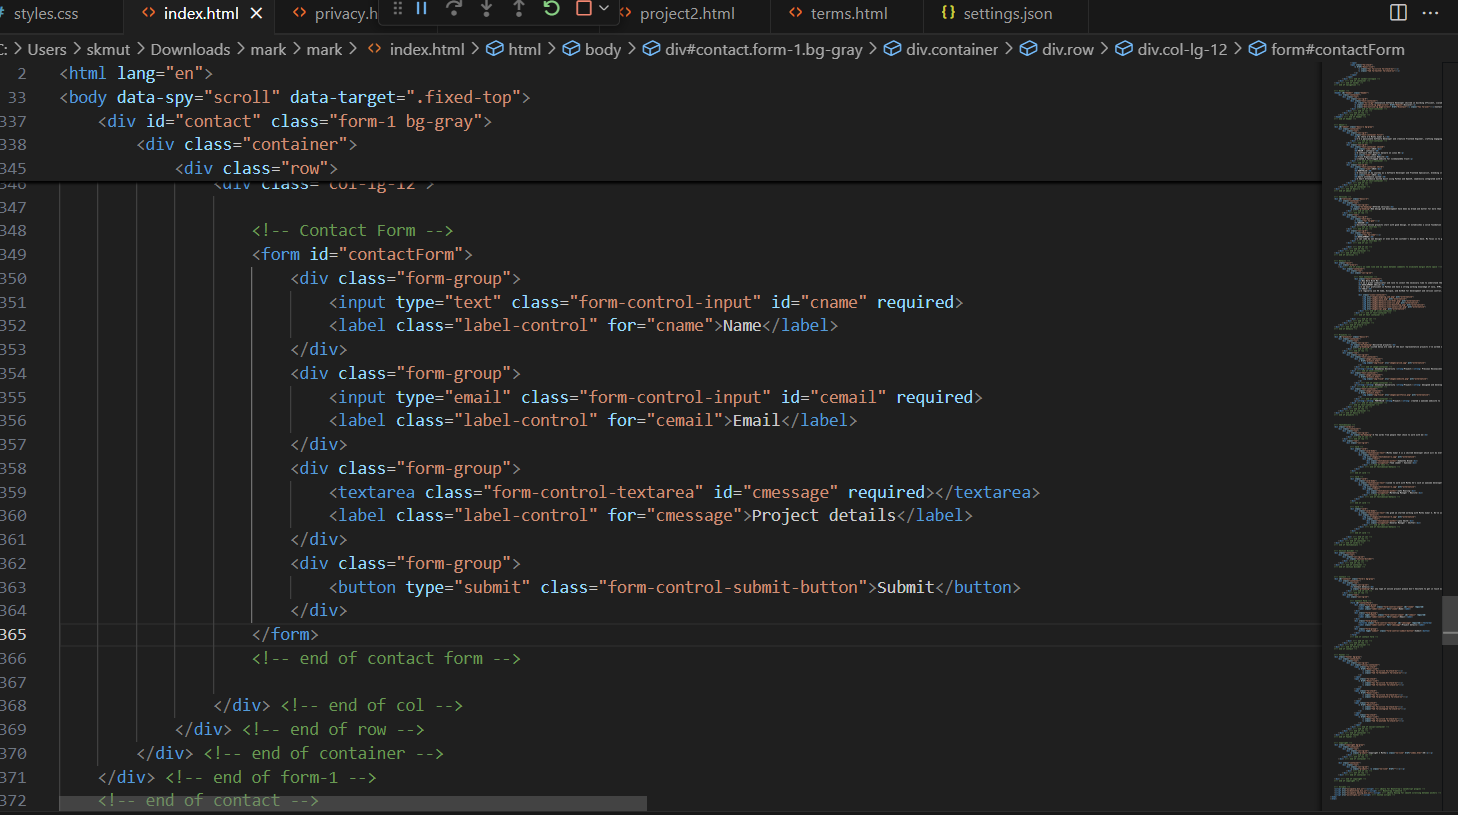 styles.css index.html privacy.h project2.html terms.html settings.json
C: > Users > skmut > Downloads > mark > mark > index.html > html > body > div#contact.form-1.bg-gray > div.container > div.row > div.col-lg-12 > form#contactForm
2 <html lang="en">
33 <body data-spy="scroll" data-target=".fixed-top">
337 <div id="contact" class="form-1 bg-gray">
338 <div class="container">
345 <div class="row">
346 <div class="col-lg-12">
347
348 <!-- Contact Form -->
349 <form id="contactForm">
350 <div class="form-group">
351 <input type="text" class="form-control-input" id="cname" required>
352 <label class="label-control" for="cname">Name</label>
353 </div>
354 <div class="form-group">
355 <input type="email" class="form-control-input" id="cemail" required>
356 <label class="label-control" for="cemail">Email</label>
357 </div>
358 <div class="form-group">
359 <textarea class="form-control-textarea" id="cmessage" required></textarea>
360 <label class="label-control" for="cmessage">Project details</label>
361 </div>
362 <div class="form-group">
363 <button type="submit" class="form-control-submit-button">Submit</button>
364 </div>
365 </form>
366 <!-- end of contact form -->
367
368 </div> <!-- end of col -->
369 </div> <!-- end of row -->
370 </div> <!-- end of container -->
371 </div> <!-- end of form-1 -->
372 <!-- end of contact -->